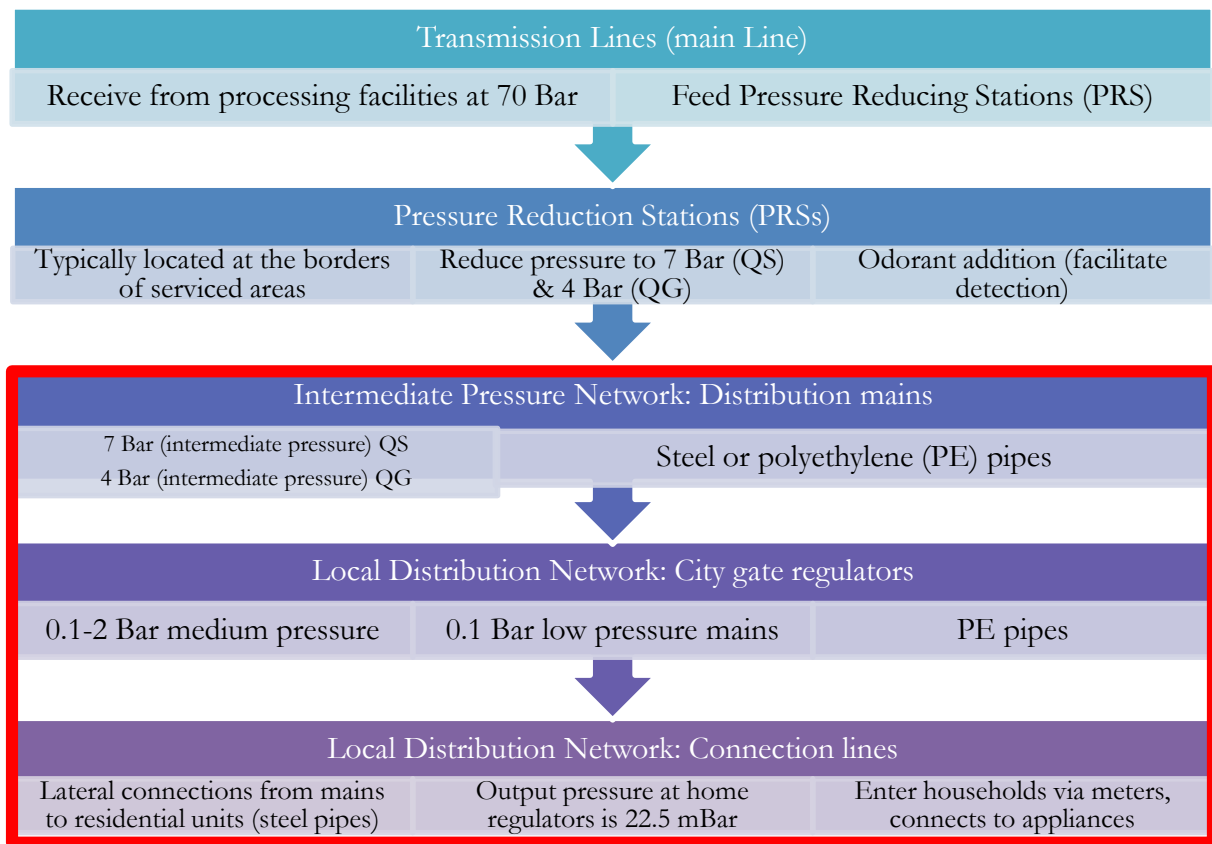 Transmission Lines (main Line)
Receive from processing facilities at 70 Bar
Feed Pressure Reducing Stations (PRS)
Pressure Reduction Stations (PRSs)
Typically located at the borders
of serviced areas
Reduce pressure to 7 Bar (QS)
& 4 Bar (QG)
Odorant addition (facilitate
detection)
Intermediate Pressure Network: Distribution mains
7 Bar (intermediate pressure) QS
4 Bar (intermediate pressure) QG
Steel or polyethylene (PE) pipes
Local Distribution Network: City gate regulators
0.1-2 Bar medium pressure
0.1 Bar low pressure mains
PE pipes
Local Distribution Network: Connection lines
Lateral connections from mains
to residential units (steel pipes)
Output pressure at home
regulators is 22.5 mBar
Enter households via meters,
connects to appliances